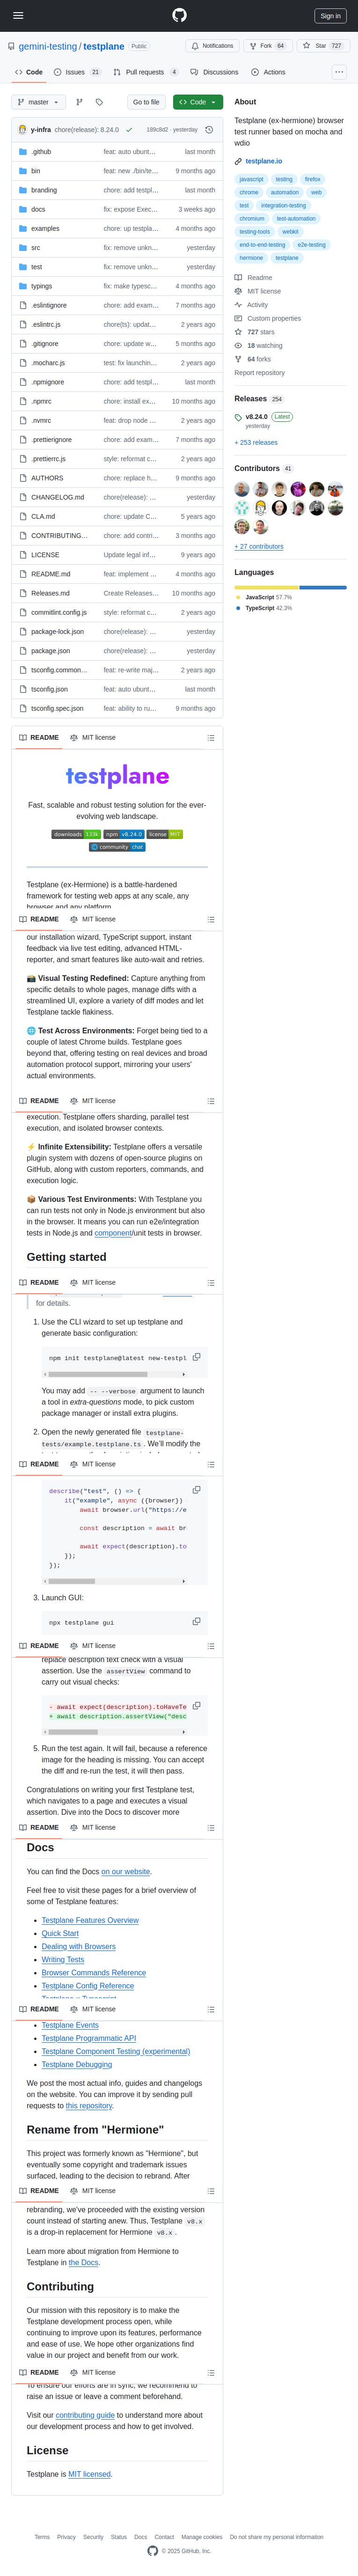 Sign in
gemini-testing / testplane Public
Notifications Fork 64 Star 727
Code Issues 21 Pull requests 4 Discussions Actions
master Go to file Code
y-infra chore(release): 8.24.0 189c8d2 · yesterday
.github feat: auto ubunt… last month
bin feat: new ./bin/te… 9 months ago
branding chore: add testpl… last month
docs fix: expose Exec… 3 weeks ago
examples chore: up testpla… 4 months ago
src fix: remove unkn… yesterday
test fix: remove unkn… yesterday
typings fix: make typesc… 4 months ago
.eslintignore chore: add exam… 7 months ago
.eslintrc.js chore(ts): updat… 2 years ago
.gitignore chore: update w… 5 months ago
.mocharc.js test: fix launchin… 2 years ago
.npmignore chore: add testpl… last month
.npmrc chore: install ex… 10 months ago
.nvmrc feat: drop node … 2 years ago
.prettierignore chore: add exam… 7 months ago
.prettierrc.js style: reformat c… 2 years ago
AUTHORS chore: replace h… 9 months ago
CHANGELOG.md chore(release): … yesterday
CLA.md chore: update C… 5 years ago
CONTRIBUTING… chore: add contri… 3 months ago
LICENSE Update legal inf… 9 years ago
README.md feat: implement … 4 months ago
Releases.md Create Releases… 10 months ago
commitlint.config.js style: reformat c… 2 years ago
package-lock.json chore(release): … yesterday
package.json chore(release): … yesterday
tsconfig.common… feat: re-write maj… 2 years ago
tsconfig.json feat: auto ubunt… last month
tsconfig.spec.json feat: ability to ru… 9 months ago
About
Testplane (ex-hermione) browser
test runner based on mocha and
wdio
testplane.io
javascript testing firefox
chrome automation web
test integration-testing
chromium test-automation
testing-tools webkit
end-to-end-testing e2e-testing
hermione testplane
Readme
MIT license
Activity
Custom properties
727 stars
18 watching
64 forks
Report repository
Releases 254
v8.24.0 Latest
yesterday
+ 253 releases
Contributors 41
+ 27 contributors
Languages
JavaScript 57.7%
TypeScript 42.3%
README MIT license
testplane
Fast, scalable and robust testing solution for the ever-
evolving web landscape.
downloads 133k npm v8.24.0 license MIT
community chat
Testplane (ex-Hermione) is a battle-hardened
framework for testing web apps at any scale, any
browser and any platform.
README MIT license
our installation wizard, TypeScript support, instant
feedback via live test editing, advanced HTML-
reporter, and smart features like auto-wait and retries.
📸 Visual Testing Redefined: Capture anything from
specific details to whole pages, manage diffs with a
streamlined UI, explore a variety of diff modes and let
Testplane tackle flakiness.
🌐 Test Across Environments: Forget being tied to a
couple of latest Chrome builds. Testplane goes
beyond that, offering testing on real devices and broad
automation protocol support, mirroring your users'
actual environments.
README MIT license
execution. Testplane offers sharding, parallel test
execution, and isolated browser contexts.
⚡ Infinite Extensibility: Testplane offers a versatile
plugin system with dozens of open-source plugins on
GitHub, along with custom reporters, commands, and
execution logic.
📦 Various Test Environments: With Testplane you
can run tests not only in Node.js environment but also
in the browser. It means you can run e2e/integration
tests in Node.js and component/unit tests in browser.
Getting started
README MIT license
for details.
1. Use the CLI wizard to set up testplane and
generate basic configuration:
npm init testplane@latest new-testpl
You may add -- --verbose argument to launch
a tool in extra-questions mode, to pick custom
package manager or install extra plugins.
2. Open the newly generated file testplane-
tests/example.testplane.ts . We'll modify the
README MIT license
describe("test", () => {
it("example", async ({browser})
await browser.url("https://e
const description = await br
await expect(description).to
});
});
3. Launch GUI:
npx testplane gui
README MIT license
replace description text check with a visual
assertion. Use the assertView command to
carry out visual checks:
- await expect(description).toHaveTe
+ await description.assertView("desc
5. Run the test again. It will fail, because a reference
image for the heading is missing. You can accept
the diff and re-run the test, it will then pass.
Congratulations on writing your first Testplane test,
which navigates to a page and executes a visual
assertion. Dive into the Docs to discover more
README MIT license
Docs
You can find the Docs on our website.
Feel free to visit these pages for a brief overview of
some of Testplane features:
• Testplane Features Overview
• Quick Start
• Dealing with Browsers
• Writing Tests
• Browser Commands Reference
• Testplane Config Reference
README MIT license
• Testplane Events
• Testplane Programmatic API
• Testplane Component Testing (experimental)
• Testplane Debugging
We post the most actual info, guides and changelogs
on the website. You can improve it by sending pull
requests to this repository.
Rename from "Hermione"
This project was formerly known as "Hermione", but
eventually some copyright and trademark issues
surfaced, leading to the decision to rebrand. After
README MIT license
rebranding, we've proceeded with the existing version
count instead of starting anew. Thus, Testplane v8.x
is a drop-in replacement for Hermione v8.x .
Learn more about migration from Hermione to
Testplane in the Docs.
Contributing
Our mission with this repository is to make the
Testplane development process open, while
continuing to improve upon its features, performance
and ease of use. We hope other organizations find
value in our project and benefit from our work.
README MIT license
To ensure our efforts are in sync, we recommend to
raise an issue or leave a comment beforehand.
Visit our contributing guide to understand more about
our development process and how to get involved.
License
Testplane is MIT licensed.
Terms Privacy Security Status Docs Contact Manage cookies Do not share my personal information
© 2025 GitHub, Inc.